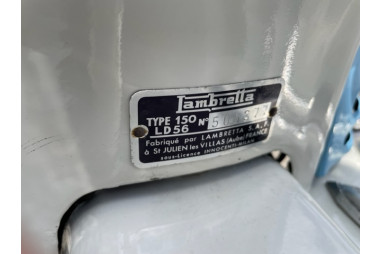 Lambretta
TYPE 150 N°
LD56
Fabriqué par LAMBRETTA S.A.F.
à St JULIEN les VILLAS (Aube) FRANCE
sous-Licence INNOCENTI-MILAN